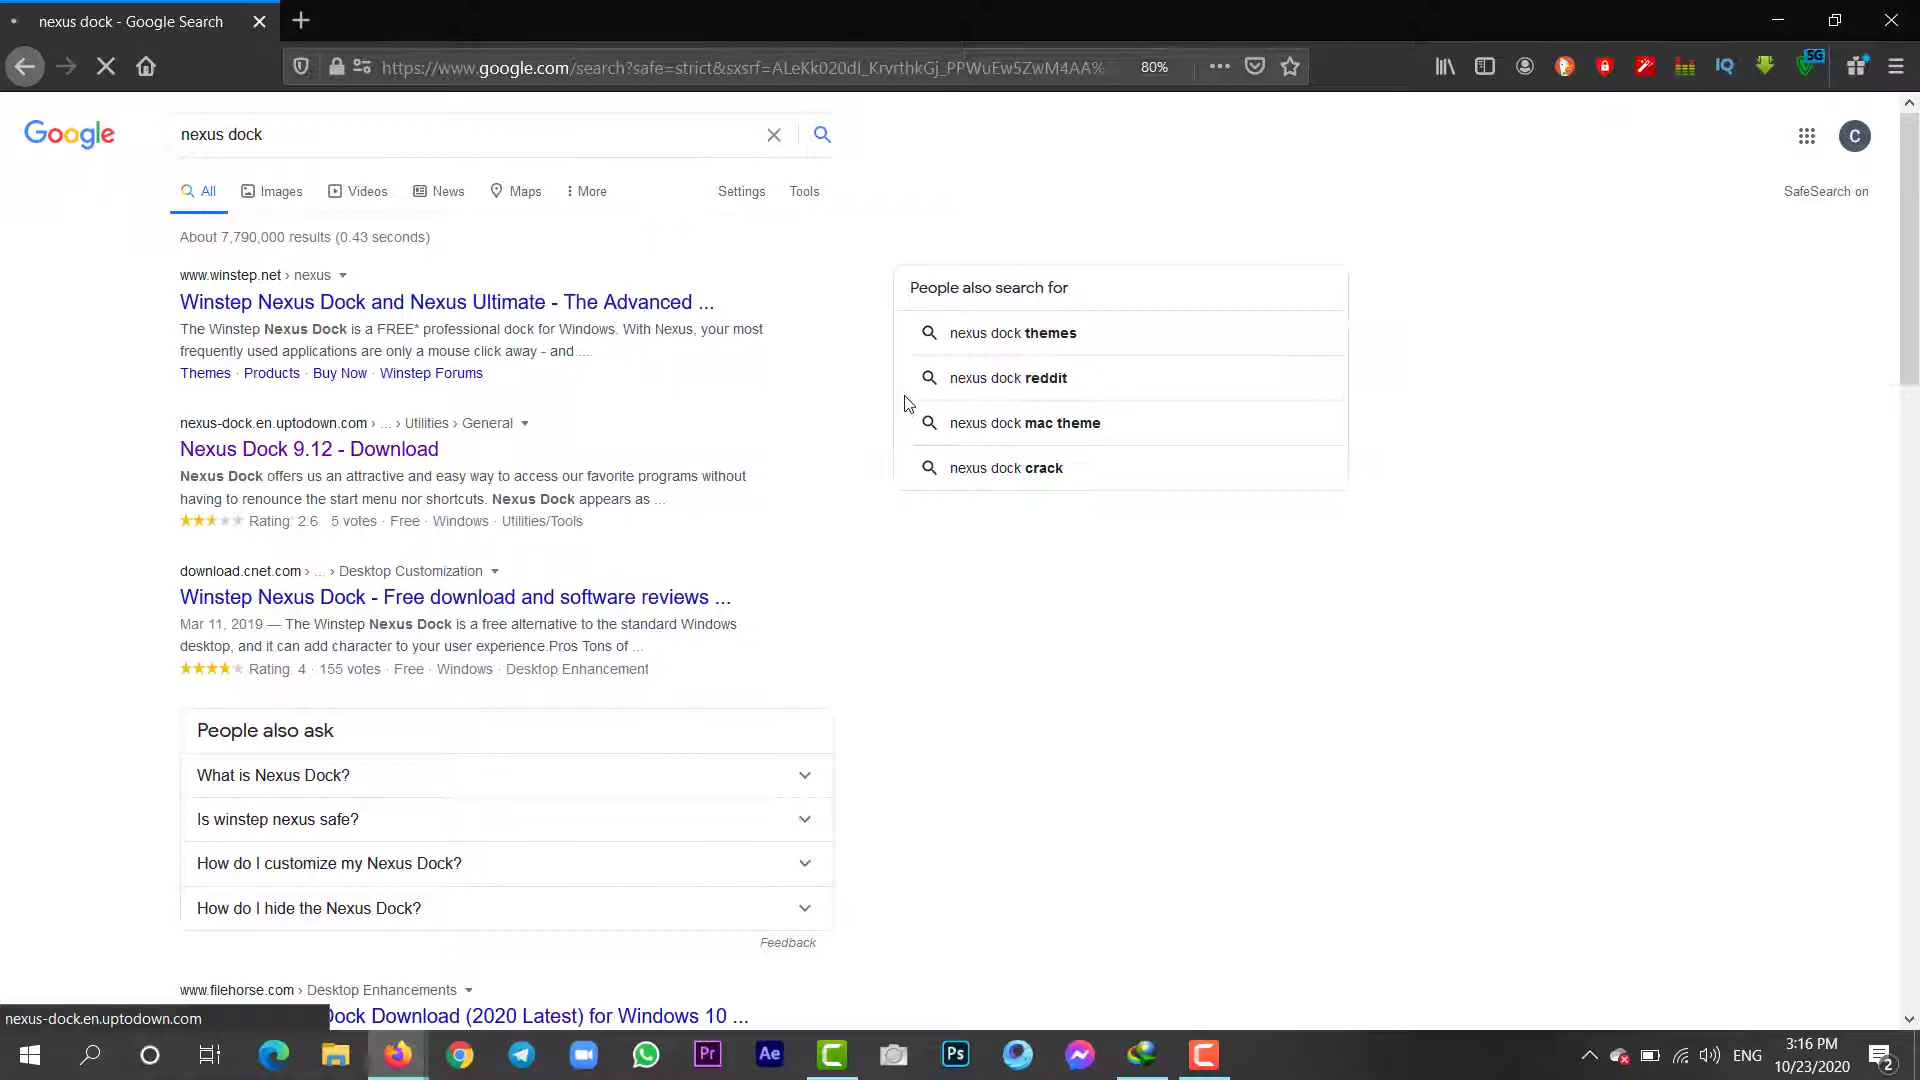 nexus dock - Google Search
https://www.google.com/search?safe=strict&sxsrf=ALeKk020dI_KrvrthkGj_PPWuEw5ZwM4AA%
80%
IQ
SG
Google
nexus dock
C
All
Images
Videos
News
Maps
More
Settings
Tools
SafeSearch on
About 7,790,000 results (0.43 seconds)
www.winstep.net › nexus
Winstep Nexus Dock and Nexus Ultimate - The Advanced ...
The Winstep Nexus Dock is a FREE* professional dock for Windows. With Nexus, your most
frequently used applications are only a mouse click away - and ...
Themes · Products · Buy Now · Winstep Forums
nexus-dock.en.uptodown.com › ... › Utilities › General
Nexus Dock 9.12 - Download
Nexus Dock offers us an attractive and easy way to access our favorite programs without
having to renounce the start menu nor shortcuts. Nexus Dock appears as ...
Rating: 2.6 5 votes · Free · Windows · Utilities/Tools
download.cnet.com › ... › Desktop Customization
Winstep Nexus Dock - Free download and software reviews ...
Mar 11, 2019 — The Winstep Nexus Dock is a free alternative to the standard Windows
desktop, and it can add character to your user experience.Pros Tons of ...
Rating: 4 · 155 votes · Free · Windows · Desktop Enhancement
People also search for
nexus dock themes
nexus dock reddit
nexus dock mac theme
nexus dock crack
People also ask
What is Nexus Dock?
Is winstep nexus safe?
How do I customize my Nexus Dock?
How do I hide the Nexus Dock?
Feedback
www.filehorse.com › Desktop Enhancements
Dock Download (2020 Latest) for Windows 10 ...
nexus-dock.en.uptodown.com
Pr
Ae
Ps
ENG
3:16 PM
10/23/2020
2